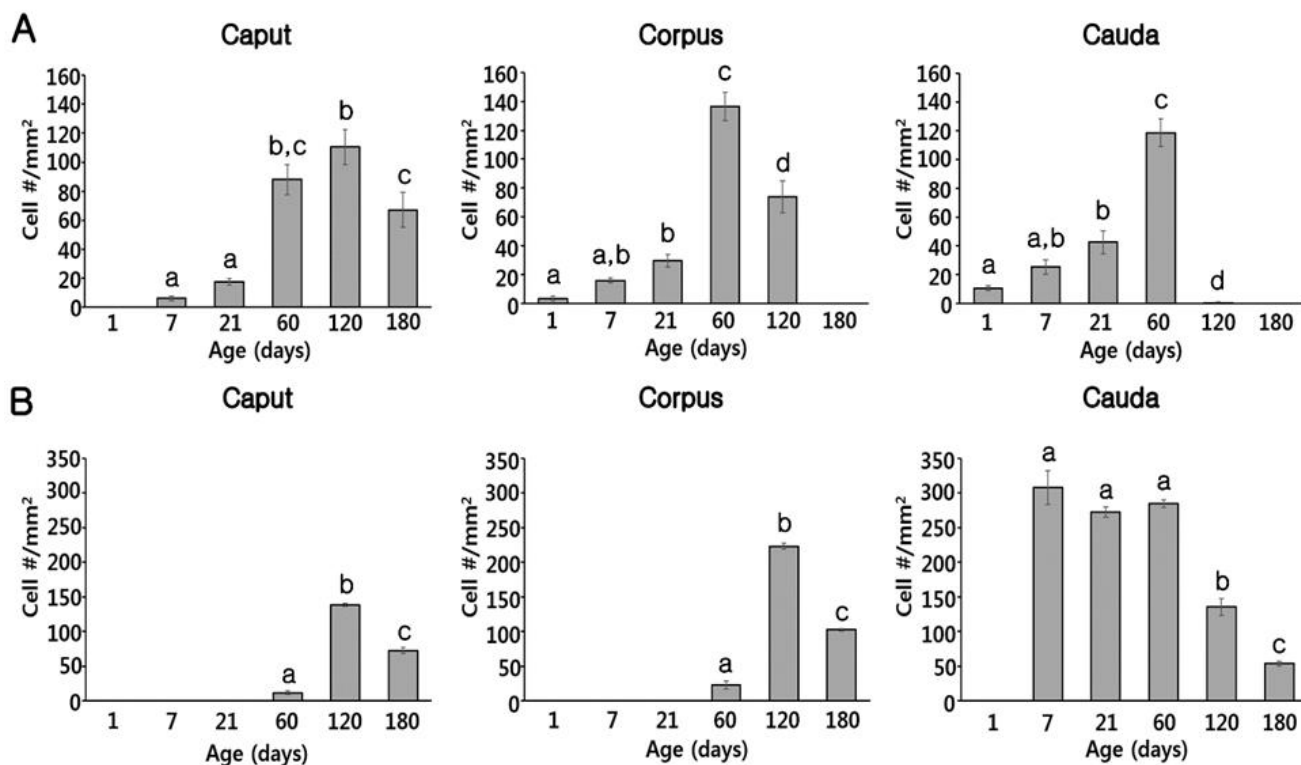 A
Caput
Corpus
Cauda
Cell #/mm²
160
140
120
100
80
60
40
20
0
a
a
b,c
b
c
1 7 21 60 120 180
Age (days)
Cell #/mm²
160
140
120
100
80
60
40
20
0
a
a,b
b
c
d
1 7 21 60 120 180
Age (days)
Cell #/mm²
160
140
120
100
80
60
40
20
0
a
a,b
b
c
d
1 7 21 60 120 180
Age (days)
B
Caput
Corpus
Cauda
Cell #/mm²
350
300
250
200
150
100
50
0
a
b
c
1 7 21 60 120 180
Age (days)
Cell #/mm²
350
300
250
200
150
100
50
0
a
b
c
1 7 21 60 120 180
Age (days)
Cell #/mm²
350
300
250
200
150
100
50
0
a
a
a
b
c
1 7 21 60 120 180
Age (days)